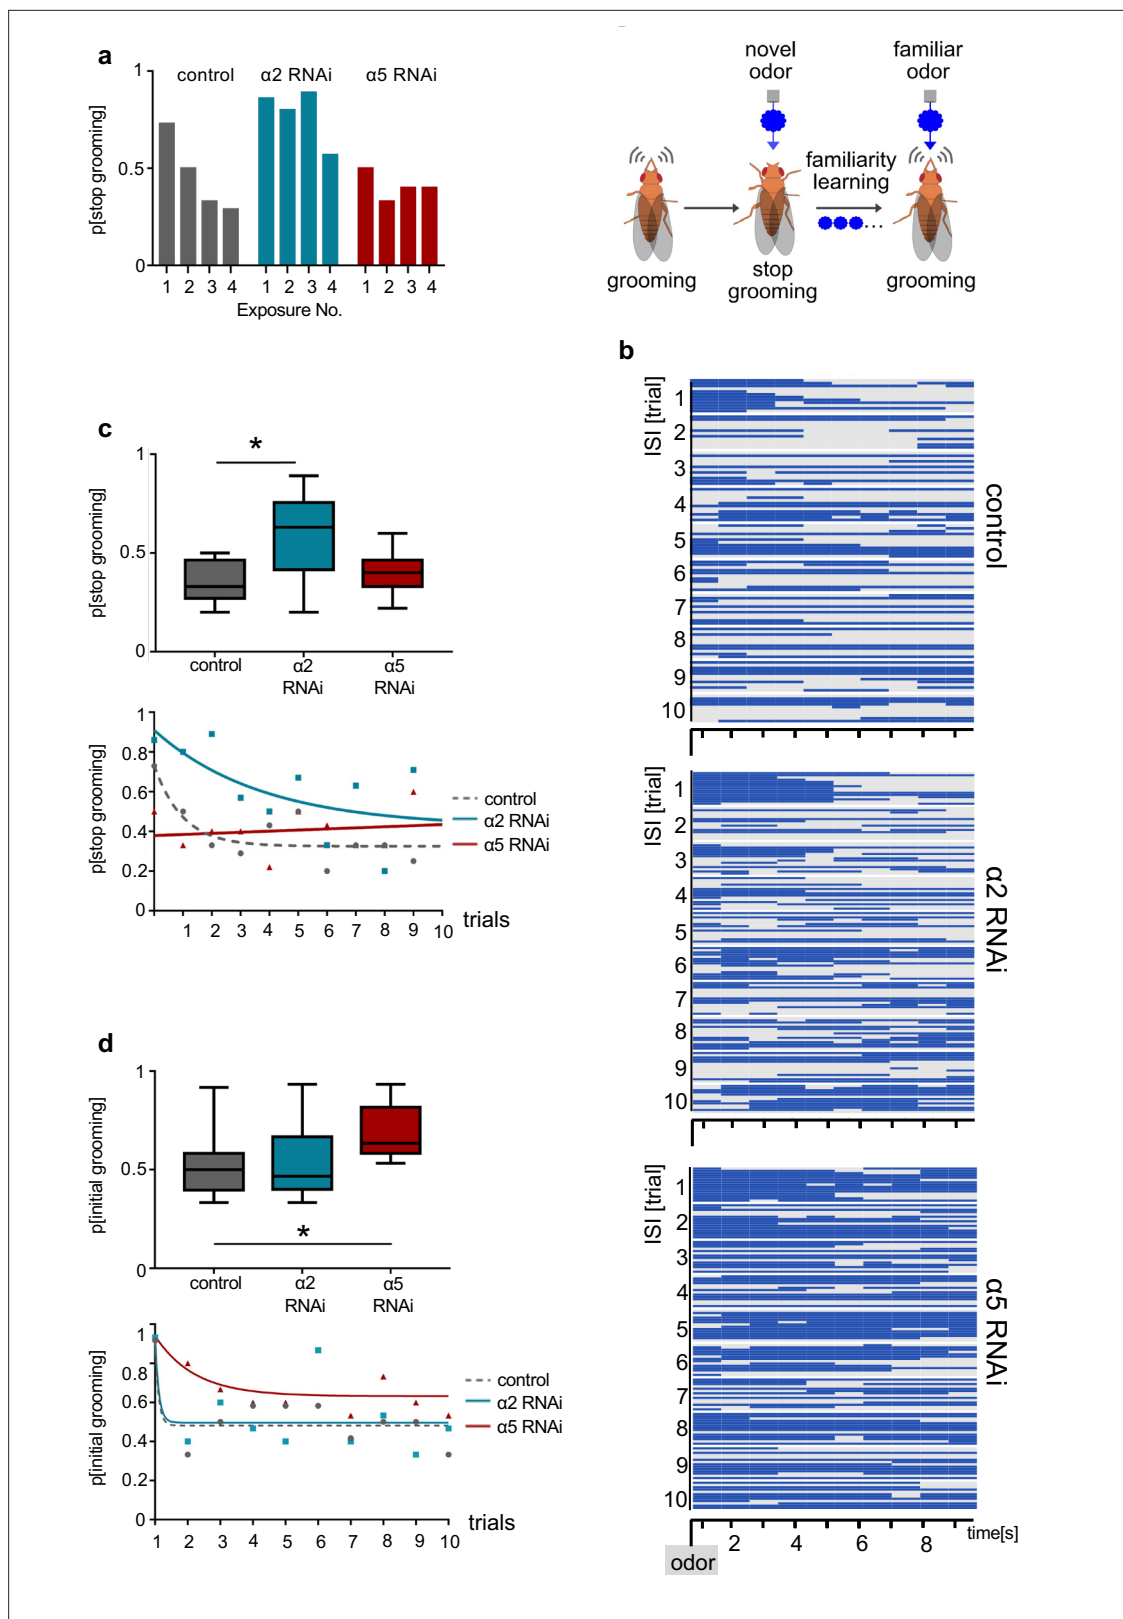 a
control
α2 RNAi
α5 RNAi
p[stop grooming]
1
0.5
0
1 2 3 4
1 2 3 4
1 2 3 4
Exposure No.
novel
odor
familiar
odor
familiarity
learning
...
grooming
stop
grooming
grooming
b
ISI [trial]
1
2
3
4
5
6
7
8
9
10
control
ISI [trial]
1
2
3
4
5
6
7
8
9
10
α2 RNAi
ISI [trial]
1
2
3
4
5
6
7
8
9
10
α5 RNAi
2 4 6 8
time[s]
odor
c
p[stop grooming]
1
0.5
0
*
control
α2
RNAi
α5
RNAi
p[stop grooming]
1
0.8
0.6
0.4
0.2
0
1 2 3 4 5 6 7 8 9 10
trials
control
α2 RNAi
α5 RNAi
d
p[initial grooming]
1
0.5
0
*
control
α2
RNAi
α5
RNAi
p[initial grooming]
1
0.8
0.6
0.4
0.2
0
1 2 3 4 5 6 7 8 9 10
trials
control
α2 RNAi
α5 RNAi